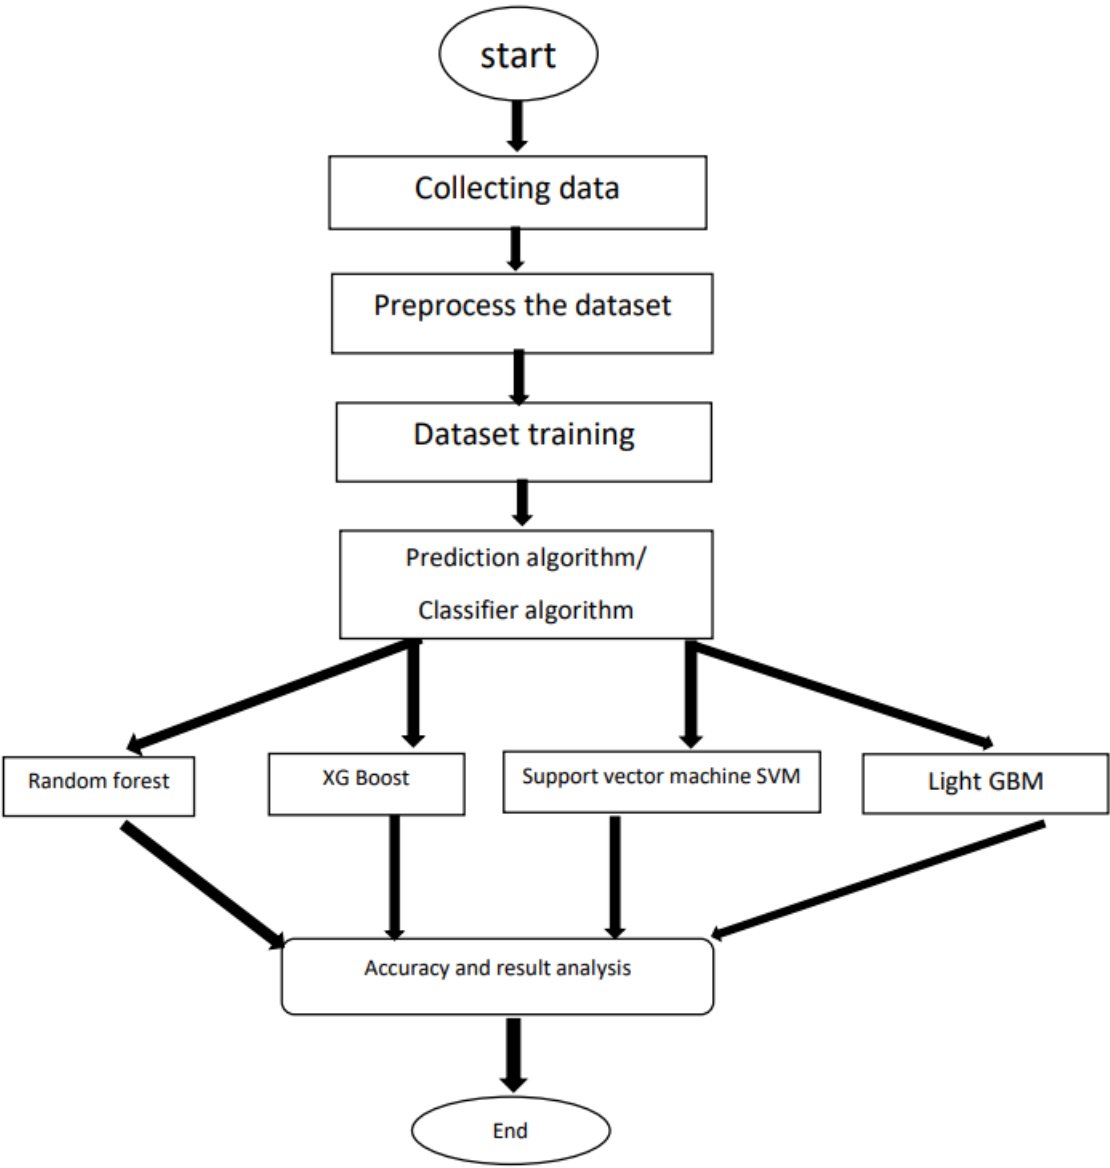 start
Collecting data
Preprocess the dataset
Dataset training
Prediction algorithm/
Classifier algorithm
Random forest
XG Boost
Support vector machine SVM
Light GBM
Accuracy and result analysis
End